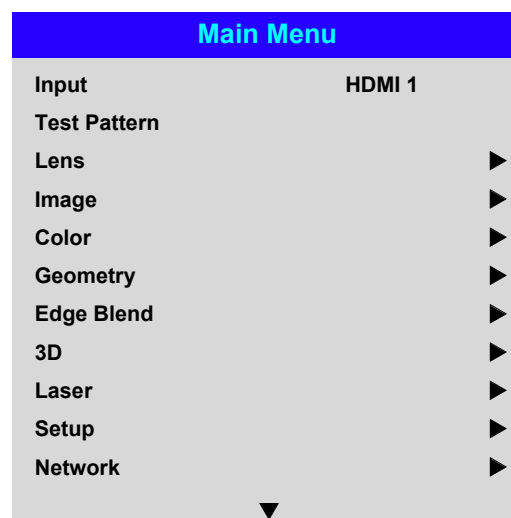 Main Menu
Input HDMI 1
Test Pattern
Lens
Image
Color
Geometry
Edge Blend
3D
Laser
Setup
Network